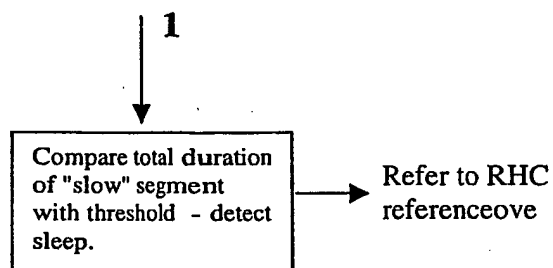 1
Compare total duration
of "slow" segment
with threshold - detect
sleep.
Refer to RHC
referenceove